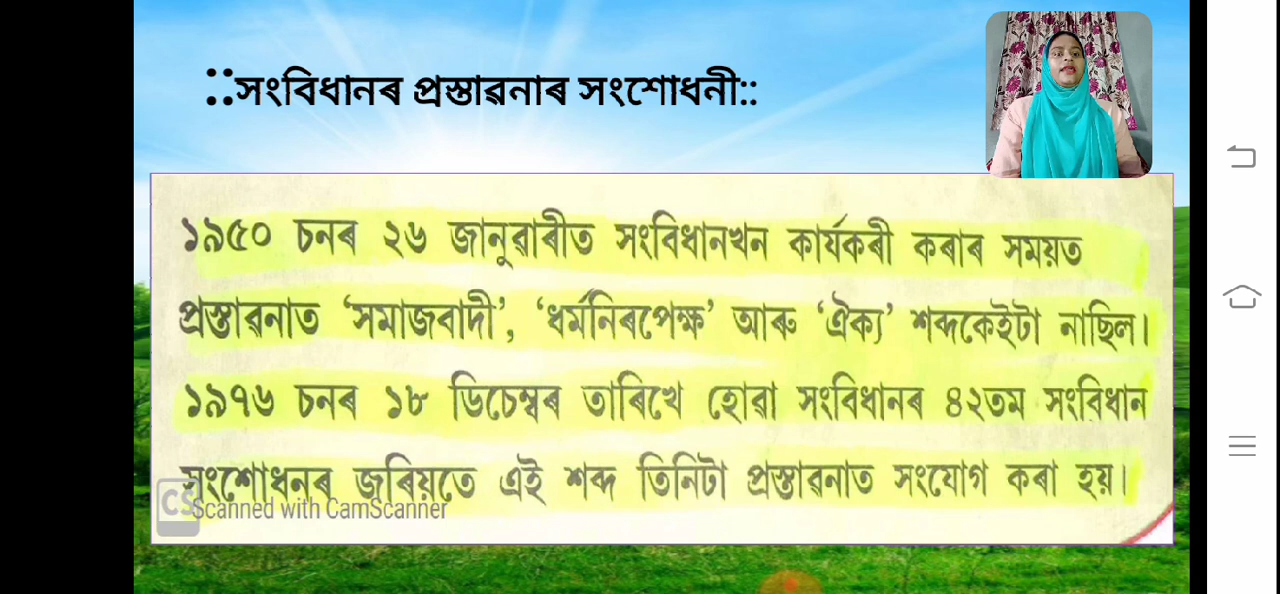 ::সংবিধানৰ প্ৰস্তাৱনাৰ সংশোধনী::
১৯৫০ চনৰ ২৬ জানুৱাৰীত সংবিধানখন কাৰ্যকৰী কৰাৰ সময়ত
প্ৰস্তাৱনাত ‘সমাজবাদী’, ‘ধৰ্মনিৰপেক্ষ’ আৰু ‘ঐক্য’ শব্দকেইটা নাছিল।
১৯৭৬ চনৰ ১৮ ডিচেম্বৰ তাৰিখে হোৱা সংবিধানৰ ৪২তম সংবিধান
সংশোধনৰ জৰিয়তে এই শব্দ তিনিটা প্ৰস্তাৱনাত সংযোগ কৰা হয়।
CS Scanned with CamScanner